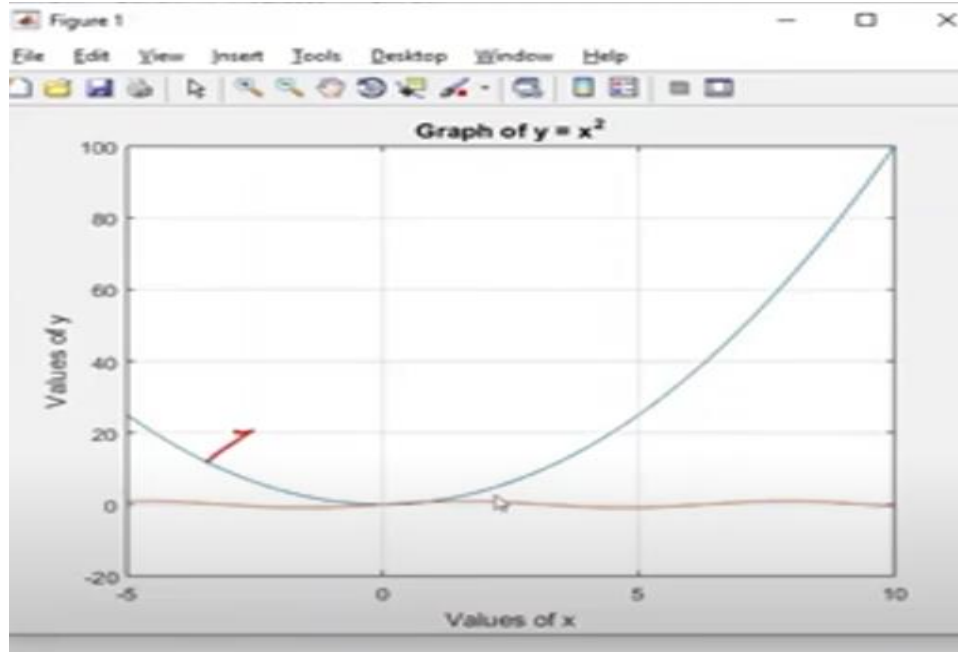 Figure 1
File Edit View Insert Tools Desktop Window Help
Graph of y = x²
100
80
60
40
20
0
-20
Values of y
-5 0 5 10
Values of x